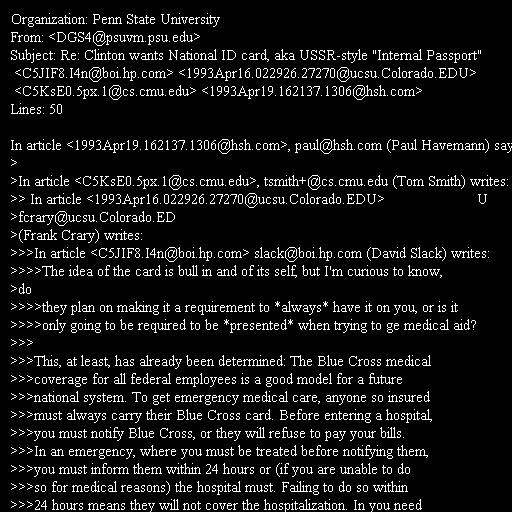 Organization: Penn State University
From: <DGS4@psuvm.psu.edu>
Subject: Re: Clinton wants National ID card, aka USSR-style "Internal Passport"
<C5JIF8.I4n@boi.hp.com> <1993Apr16.022926.27270@ucsu.Colorado.EDU>
<C5KsE0.5px.1@cs.cmu.edu> <1993Apr19.162137.1306@hsh.com>
Lines: 50

In article <1993Apr19.162137.1306@hsh.com>, paul@hsh.com (Paul Havemann) say
>
>In article <C5KsE0.5px.1@cs.cmu.edu>, tsmith+@cs.cmu.edu (Tom Smith) writes:
>> In article <1993Apr16.022926.27270@ucsu.Colorado.EDU> U
>fcrary@ucsu.Colorado.ED
>(Frank Crary) writes:
>>>In article <C5JIF8.I4n@boi.hp.com> slack@boi.hp.com (David Slack) writes:
>>>>The idea of the card is bull in and of its self, but I'm curious to know,
>do
>>>>they plan on making it a requirement to *always* have it on you, or is it
>>>>only going to be required to be *presented* when trying to ge medical aid?
>>>
>>>This, at least, has already been determined: The Blue Cross medical
>>>coverage for all federal employees is a good model for a future
>>>national system. To get emergency medical care, anyone so insured
>>>must always carry their Blue Cross card. Before entering a hospital,
>>>you must notify Blue Cross, or they will refuse to pay your bills.
>>>In an emergency, where you must be treated before notifying them,
>>>you must inform them within 24 hours or (if you are unable to do
>>>so for medical reasons) the hospital must. Failing to do so within
>>>24 hours means they will not cover the hospitalization. In you need